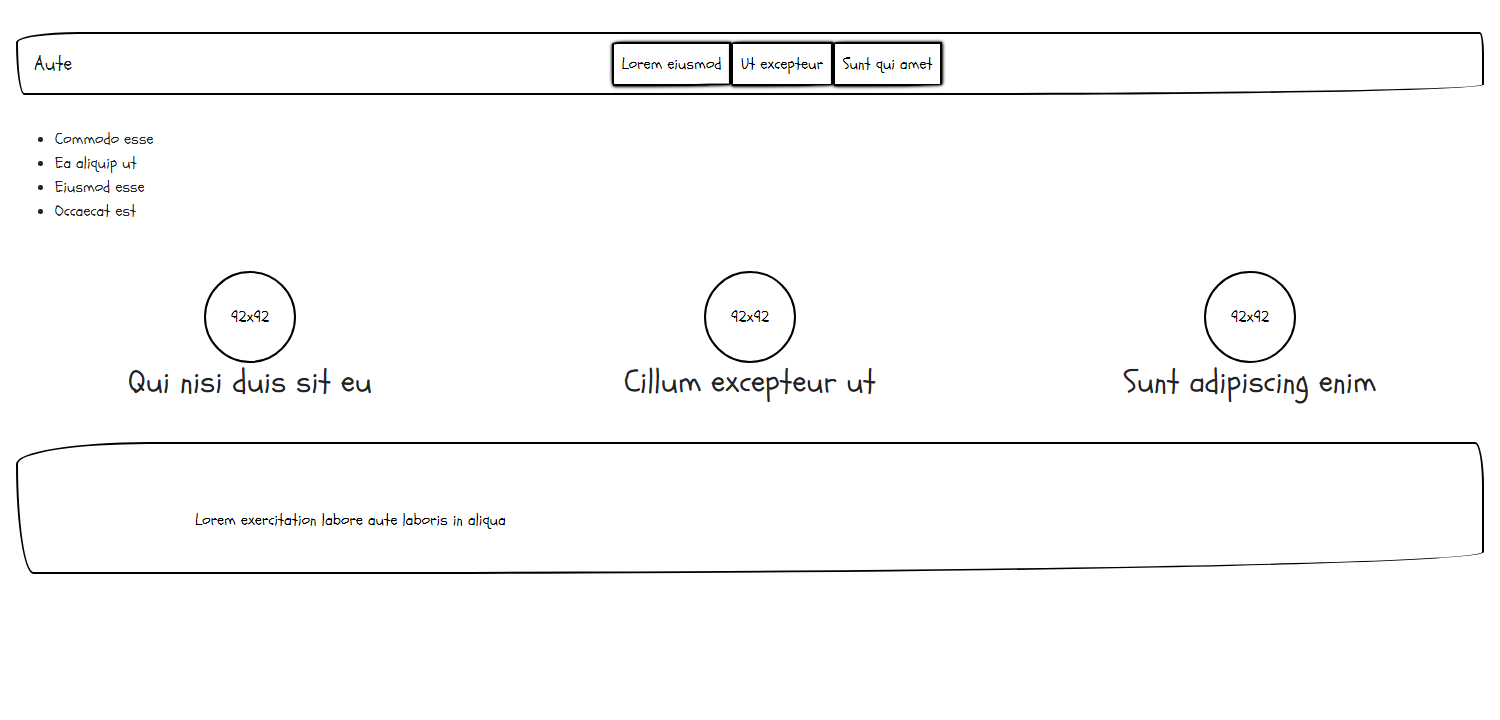 Aute
Lorem eiusmod
Ut excepteur
Sunt qui amet
Commodo esse
Ea aliquip ut
Eiusmod esse
Occaecat est
92x92
92x92
92x92
Qui nisi duis sit eu
Cillum excepteur ut
Sunt adipiscing enim
Lorem exercitation labore aute laboris in aliqua